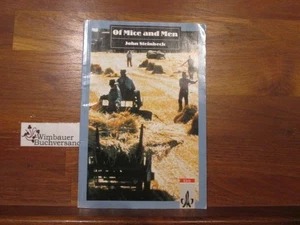 Of Mice and Men
John Steinbeck
Wimbauer
Buchversand